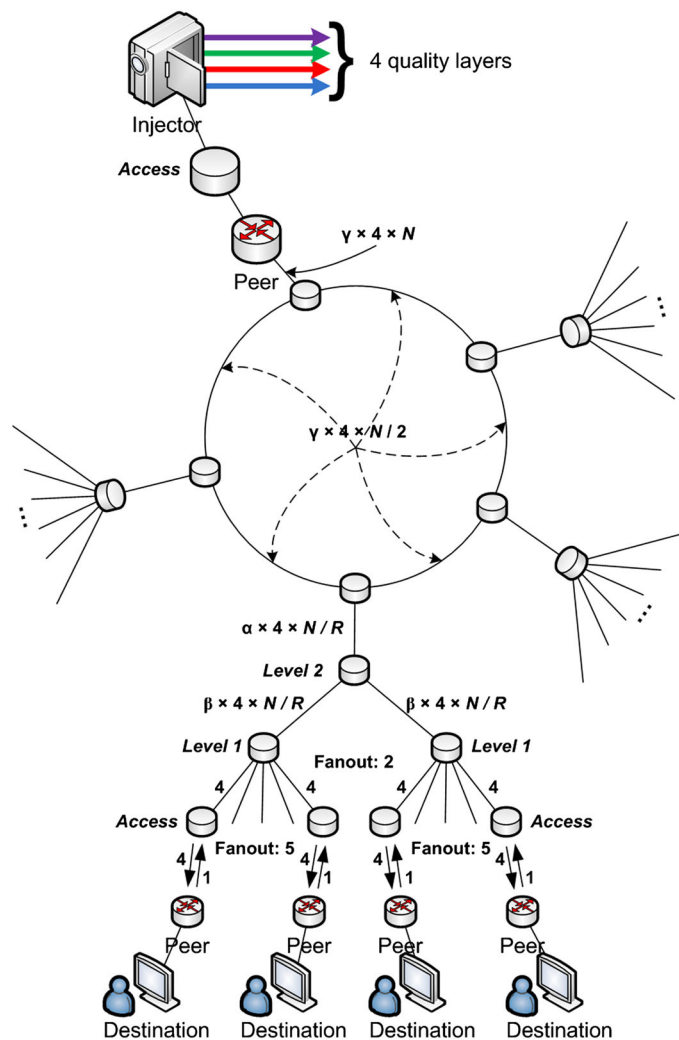 4 quality layers
Injector
Access
γ × 4 × N
Peer
γ × 4 × N / 2
α × 4 × N / R
Level 2
β × 4 × N / R
β × 4 × N / R
Level 1
Level 1
Fanout: 2
4
4
4
4
Access
Access
Fanout: 5
Fanout: 5
4
1
4
1
4
1
4
1
Peer
Peer
Peer
Peer
Destination
Destination
Destination
Destination